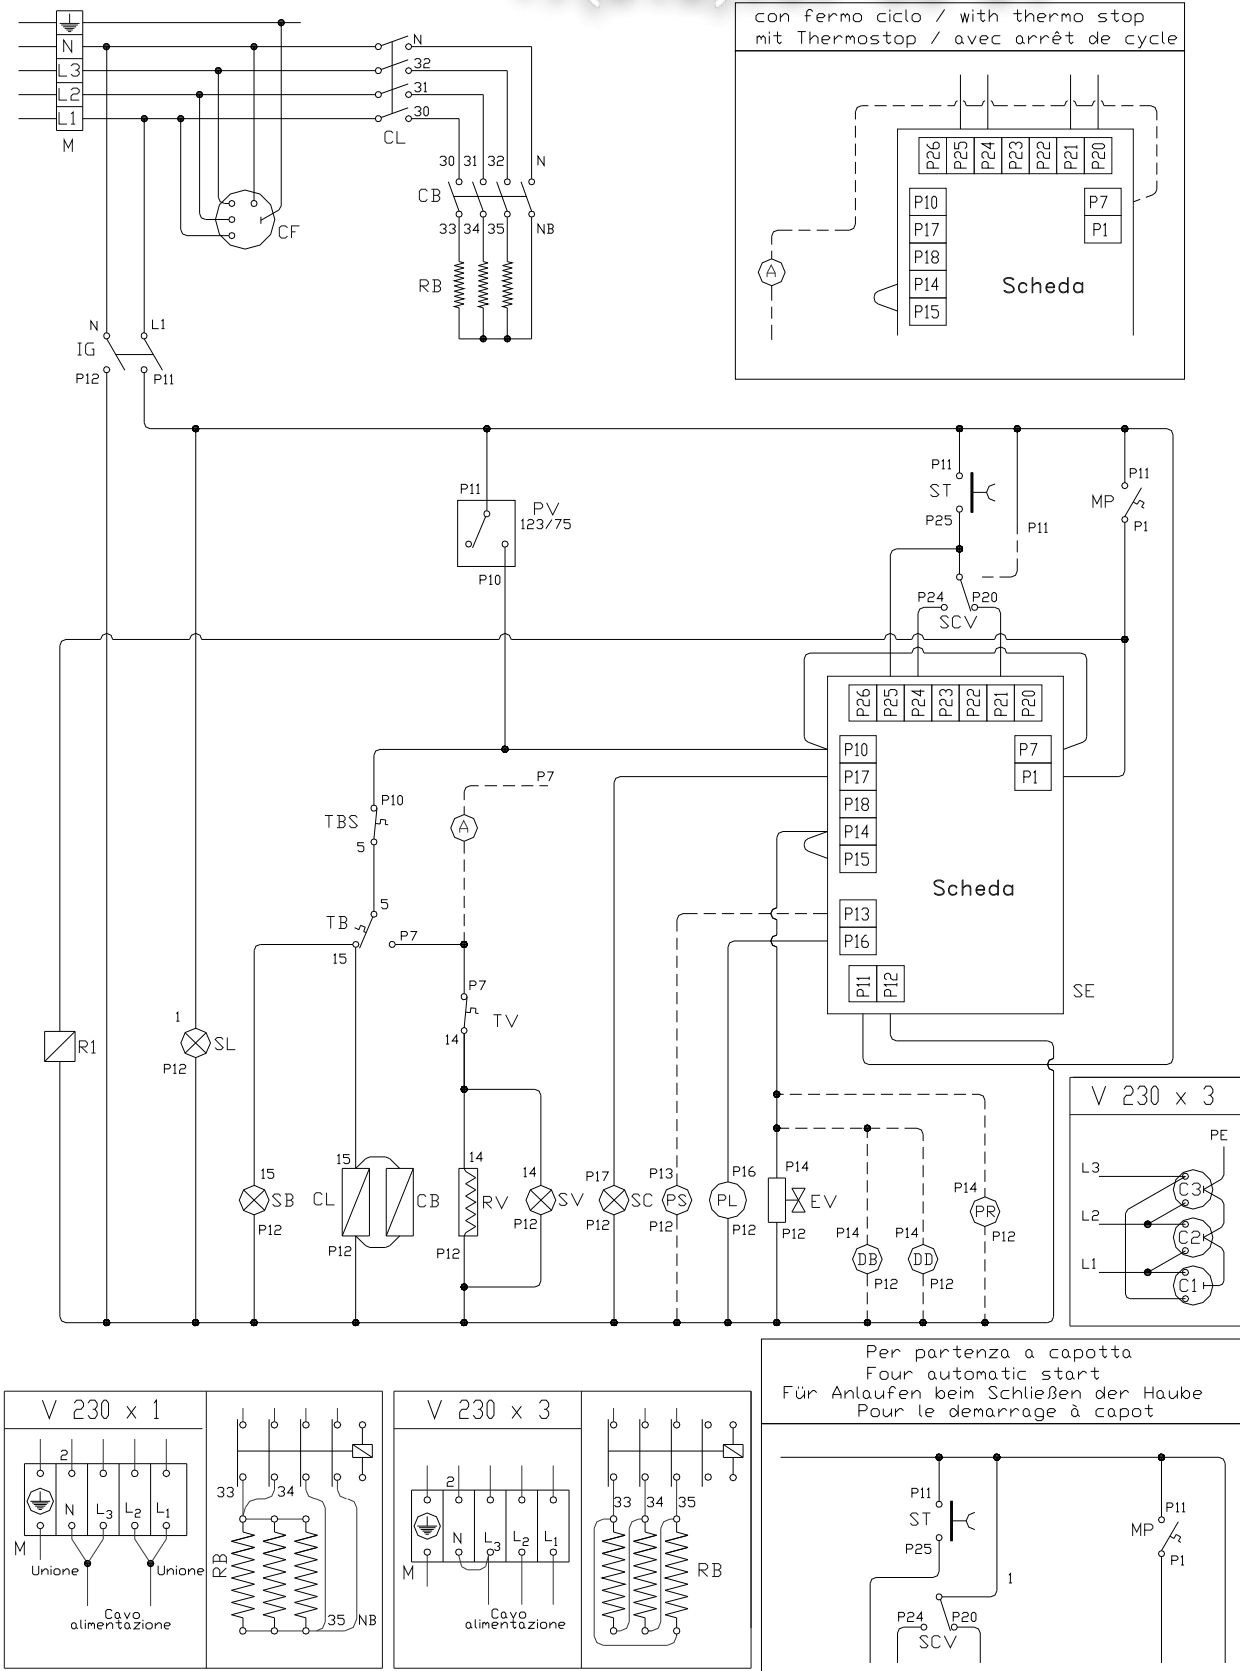 con fermo ciclo / with thermo stop
mit Thermostop / avec arrêt de cycle
N
L3
L2
L1
M
N
32
31
30
CL
30 31 32 N
CB
33 34 35 NB
RB
CF
P26 P25 P24 P23 P22 P21 P20
P10
P17
P18
P14
P15
P7
P1
Scheda
A
N L1
IG
P12 P11
P11
PV
123/75
P10
P11
ST
P25
P11
P11
MP
P1
P24 P20
SCV
P26 P25 P24 P23 P22 P21 P20
P10
P17
P18
P14
P15
P13
P16
P7
P1
Scheda
P11 P12
SE
P7
A
P10
TBS
5
5
TB
15
P7
P7
TV
14
R1
1
SL
P12
15
SB
P12
15
CL CB
P12
14
RV
P12
14
SV
P12
P17
SC
P12
P13
PS
P12
P16
PL
P12
P14
EV
P12
P14
DB
P12
P14
DD
P12
P14
PR
P12
V 230 x 3
PE
L3
C3
L2
C2
L1
C1
V 230 x 1
2
N L3 L2 L1
M
Unione Unione
Cavo
alimentazione
33 34
RB
35 NB
V 230 x 3
2
N L3 L2 L1
M
Cavo
alimentazione
33 34 35
RB
Per partenza a capotta
Four automatic start
Für Anlaufen beim Schließen der Haube
Pour le demarrage à capot
P11
ST
P25
1
P24 P20
SCV
P11
MP
P1